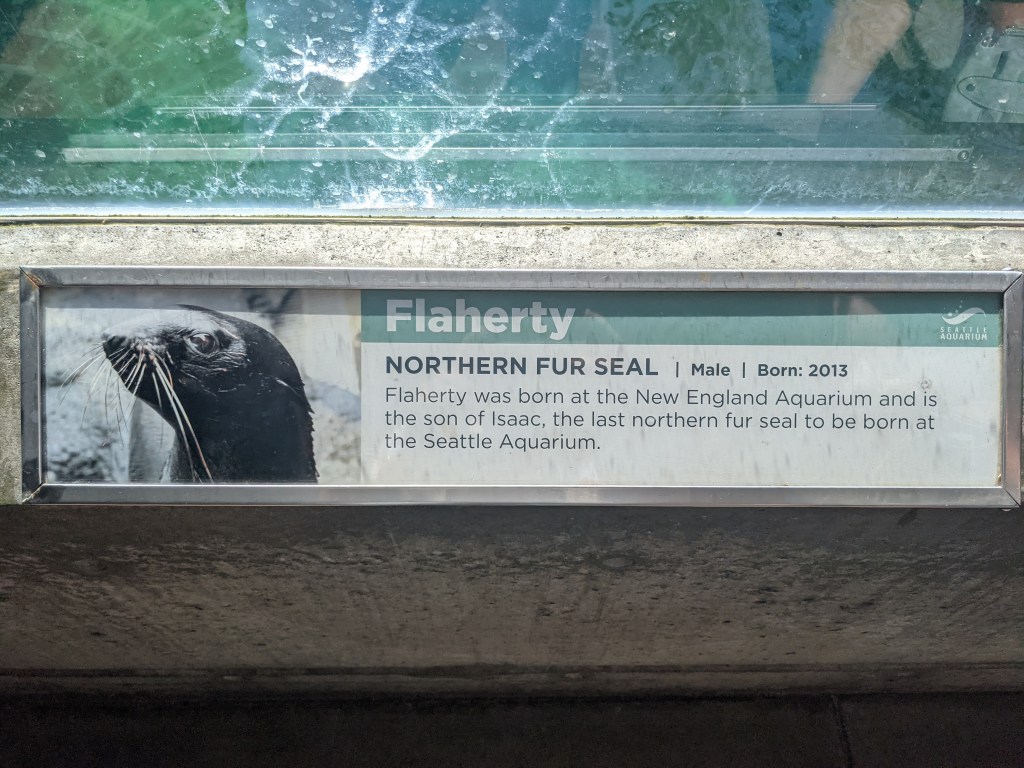 Flaherty
SEATTLE
AQUARIUM
NORTHERN FUR SEAL | Male | Born: 2013
Flaherty was born at the New England Aquarium and is
the son of Isaac, the last northern fur seal to be born at
the Seattle Aquarium.